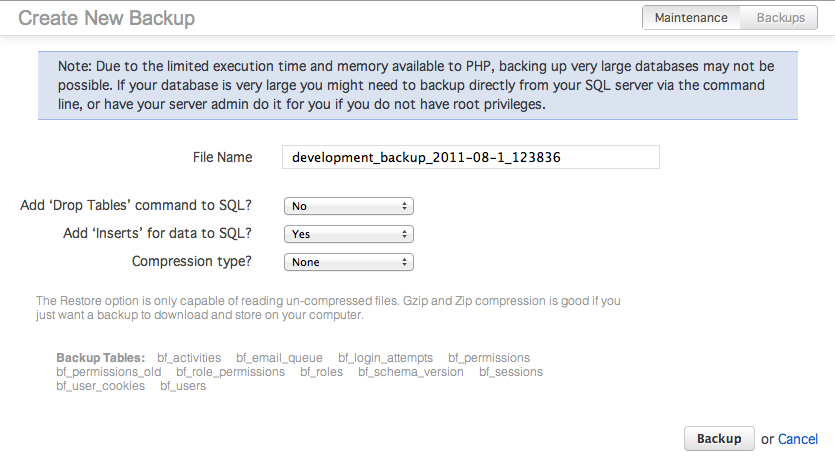 Create New Backup
Maintenance Backups
Note: Due to the limited execution time and memory available to PHP, backing up very large databases may not be
possible. If your database is very large you might need to backup directly from your SQL server via the command
line, or have your server admin do it for you if you do not have root privileges.
File Name development_backup_2011-08-1_123836
Add ‘Drop Tables’ command to SQL? No
Add ‘Inserts’ for data to SQL? Yes
Compression type? None
The Restore option is only capable of reading un-compressed files. Gzip and Zip compression is good if you
just want a backup to download and store on your computer.
Backup Tables: bf_activities bf_email_queue bf_login_attempts bf_permissions
bf_permissions_old bf_role_permissions bf_roles bf_schema_version bf_sessions
bf_user_cookies bf_users
Backup or Cancel